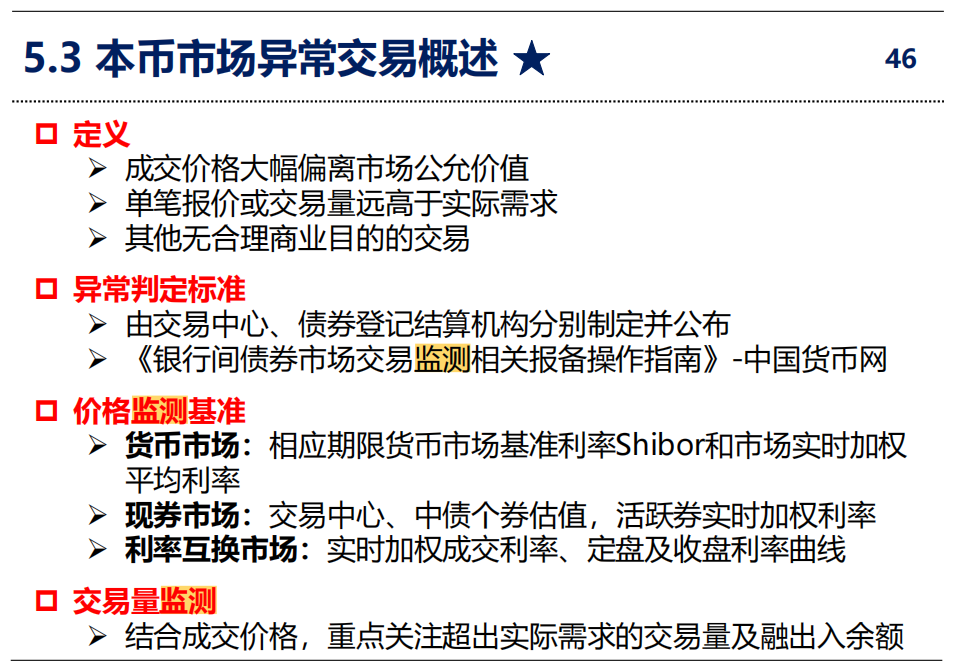 5.3 本币市场异常交易概述 ★
46
定义
成交价格大幅偏离市场公允价值
单笔报价或交易量远高于实际需求
其他无合理商业目的的交易
异常判定标准
由交易中心、债券登记结算机构分别制定并公布
《银行间债券市场交易监测相关报备操作指南》-中国货币网
价格监测基准
货币市场：相应期限货币市场基准利率Shibor和市场实时加权
平均利率
现券市场：交易中心、中债个券估值，活跃券实时加权利率
利率互换市场：实时加权成交利率、定盘及收盘利率曲线
交易量监测
结合成交价格，重点关注超出实际需求的交易量及融出入余额